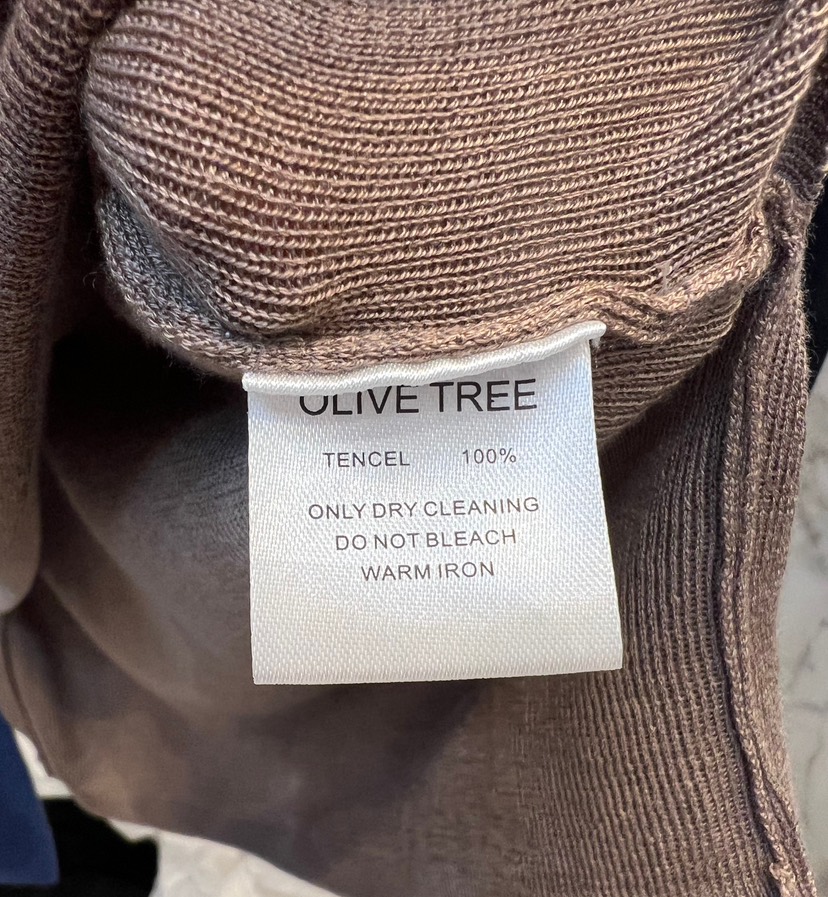 OLIVE TREE
TENCEL 100%
ONLY DRY CLEANING
DO NOT BLEACH
WARM IRON